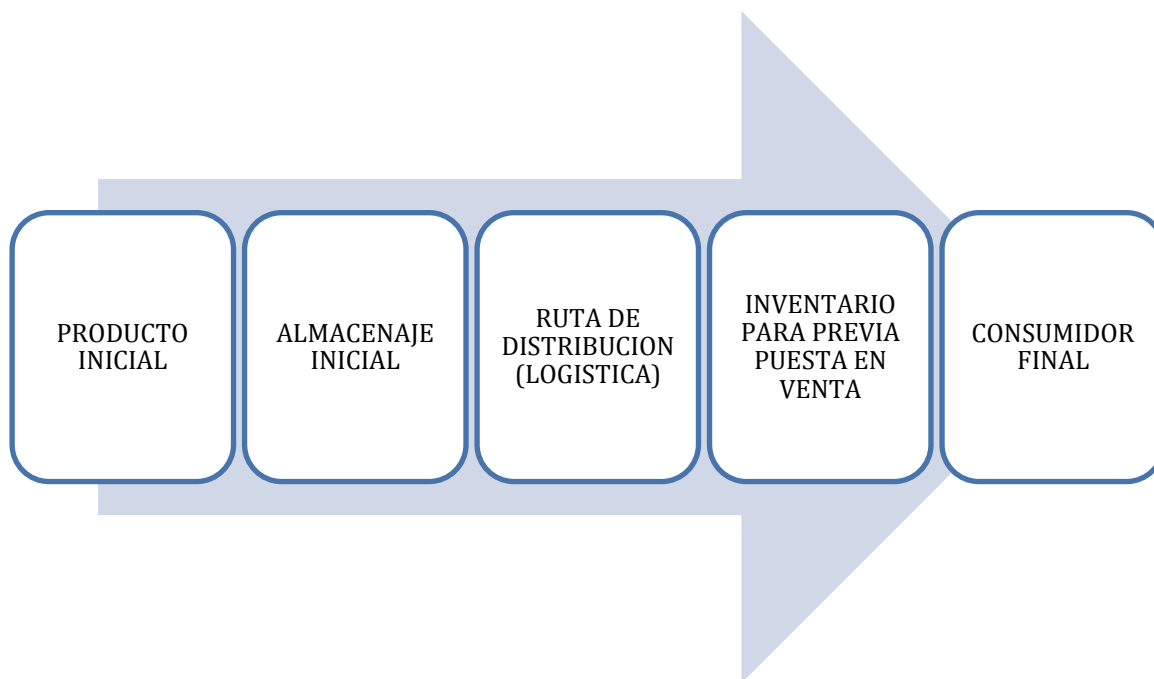 PRODUCTO
INICIAL
ALMACENAJE
INICIAL
RUTA DE
DISTRIBUCION
(LOGISTICA)
INVENTARIO
PARA PREVIA
PUESTA EN
VENTA
CONSUMIDOR
FINAL